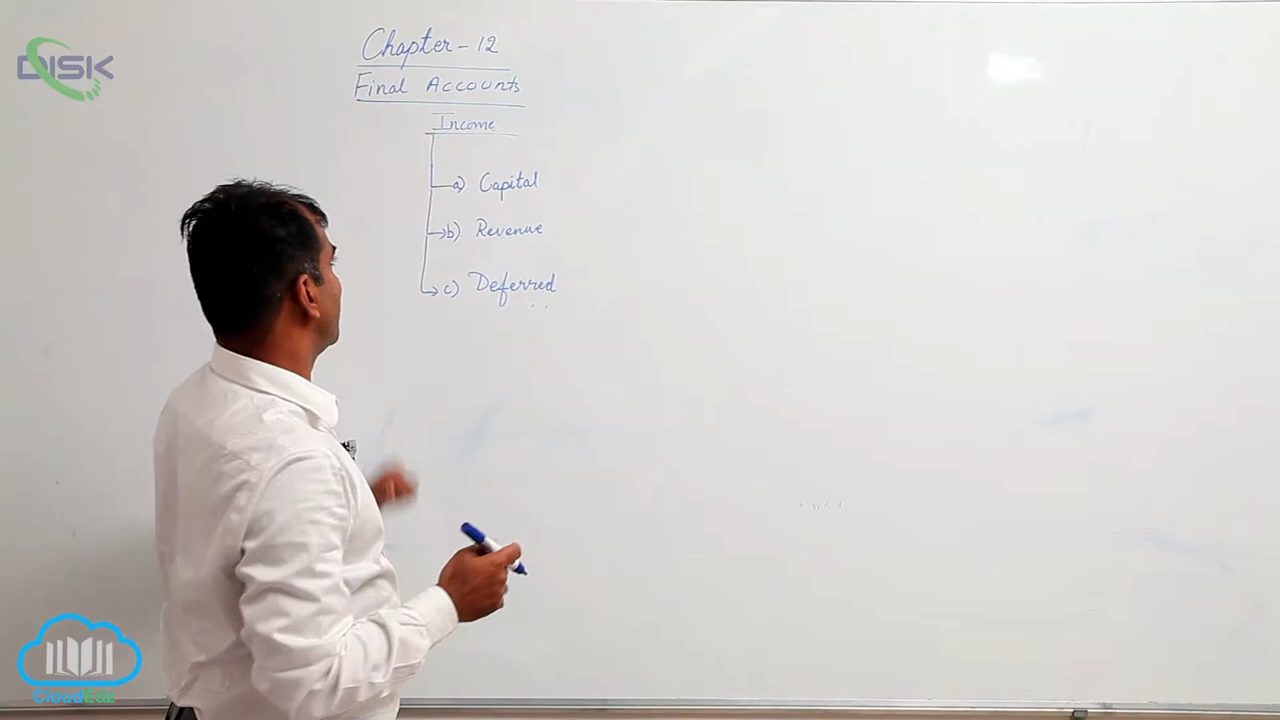 DISK
Chapter - 12
Final Accounts
Income
a) Capital
b) Revenue
c) Deferred
CloudEdz